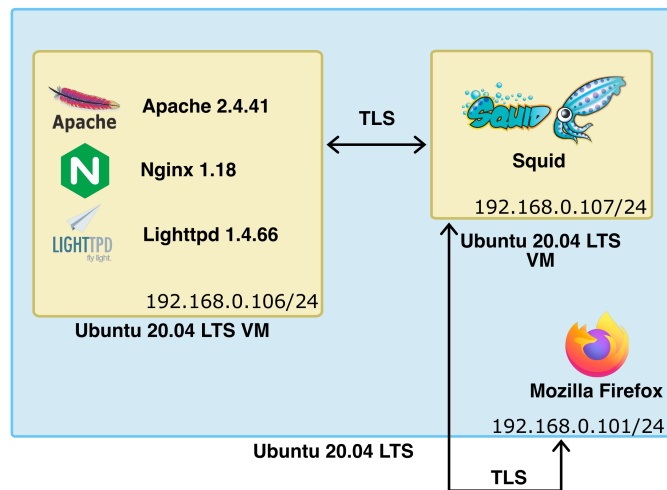 Apache
Apache 2.4.41
Nginx 1.18
LIGHTTPD
fly light.
Lighttpd 1.4.66
192.168.0.106/24
Ubuntu 20.04 LTS VM
TLS
SQUID
Squid
192.168.0.107/24
Ubuntu 20.04 LTS
VM
Mozilla Firefox
192.168.0.101/24
Ubuntu 20.04 LTS
TLS